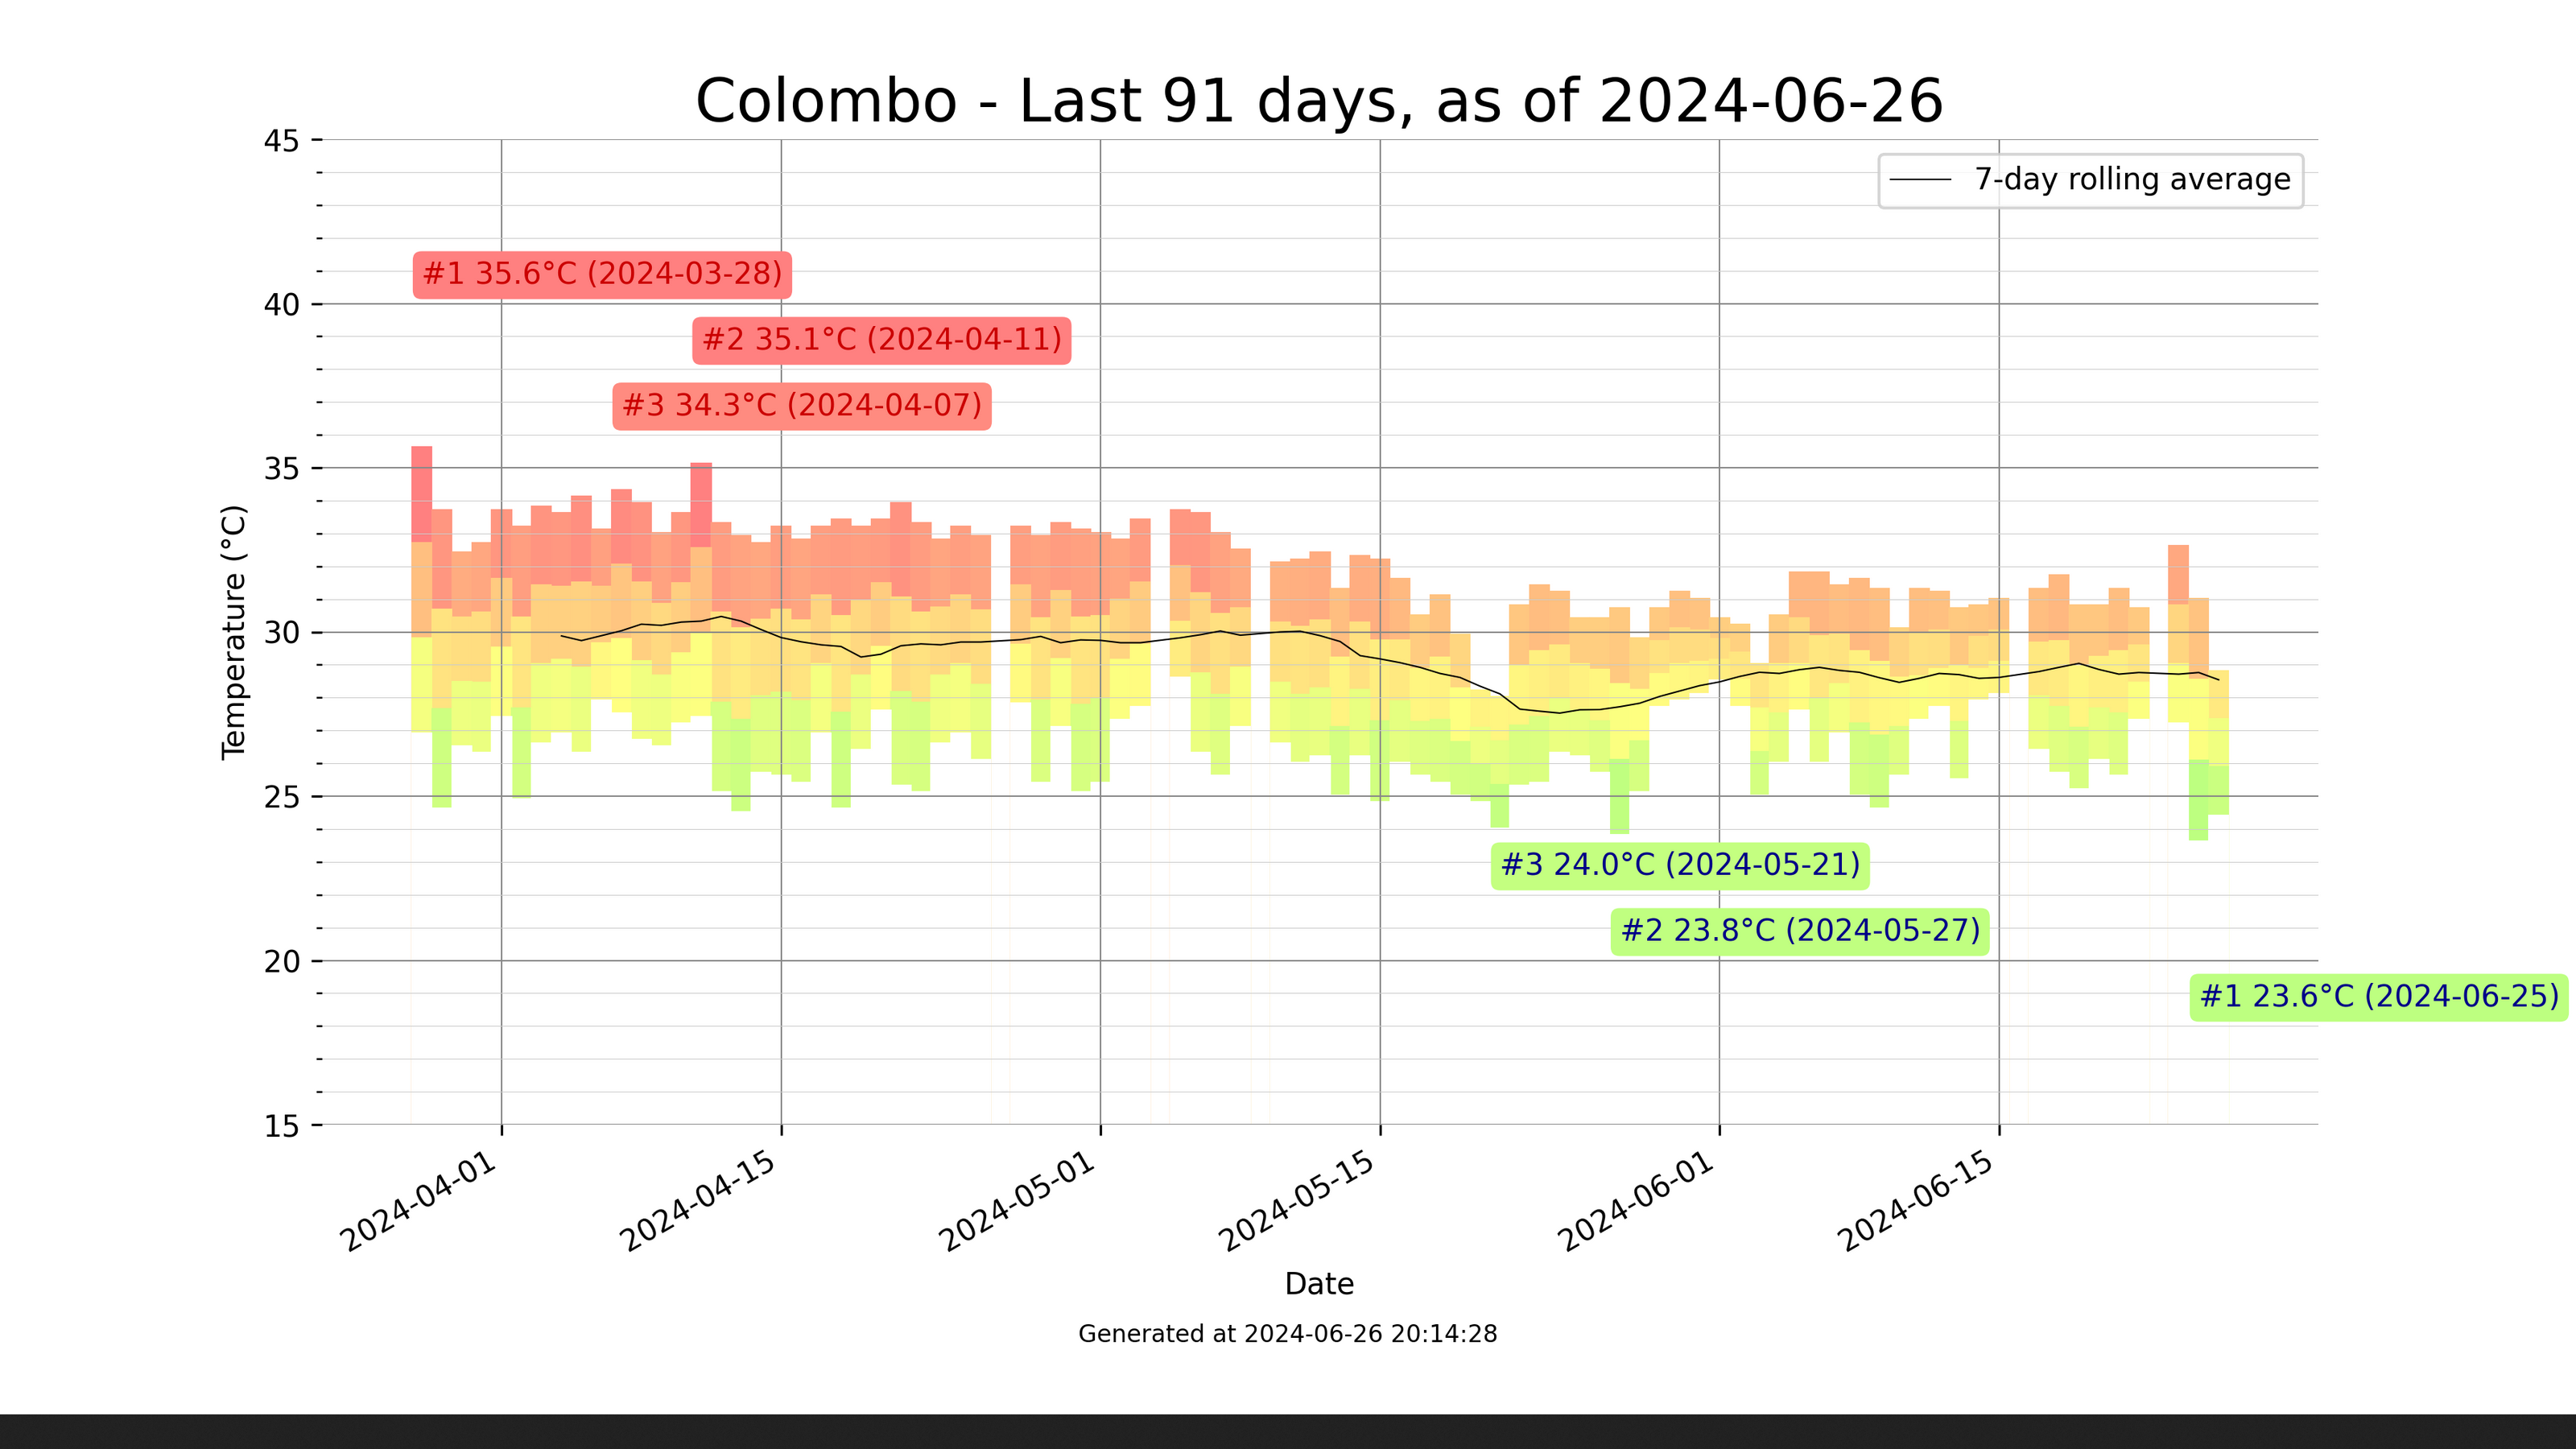 Colombo - Last 91 days, as of 2024-06-26
45
7-day rolling average
#1 35.6°C (2024-03-28)
40
#2 35.1°C (2024-04-11)
#3 34.3°C (2024-04-07)
35
Temperature (°C)
30
25
#3 24.0°C (2024-05-21)
#2 23.8°C (2024-05-27)
20
#1 23.6°C (2024-06-25)
15
2024-04-01
2024-04-15
2024-05-01
2024-05-15
2024-06-01
2024-06-15
Date
Generated at 2024-06-26 20:14:28